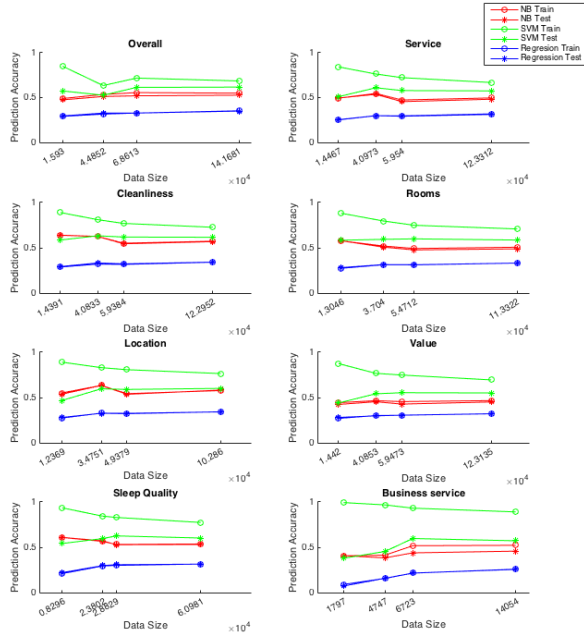 NB Train
NB Test
SVM Train
SVM Test
Regresion Train
Regression Test
Overall
Prediction Accuracy
1
0.5
0
1.593
4.4852
6.8613
14.1681
Data Size
×10⁴
Service
Prediction Accuracy
1
0.5
0
1.4467
4.0973
5.954
12.3312
Data Size
×10⁴
Cleanliness
Prediction Accuracy
1
0.5
0
1.4391
4.0833
5.9384
12.2952
Data Size
×10⁴
Rooms
Prediction Accuracy
1
0.5
0
1.3046
3.704
5.4712
11.3322
Data Size
×10⁴
Location
Prediction Accuracy
1
0.5
0
1.2369
3.4751
4.9379
10.286
Data Size
×10⁴
Value
Prediction Accuracy
1
0.5
0
1.442
4.0853
5.9473
12.3135
Data Size
×10⁴
Sleep Quality
Prediction Accuracy
1
0.5
0
0.8296
2.3802
2.8829
6.0981
Data Size
×10⁴
Business service
Prediction Accuracy
1
0.5
0
1797
4747
6723
14054
Data Size